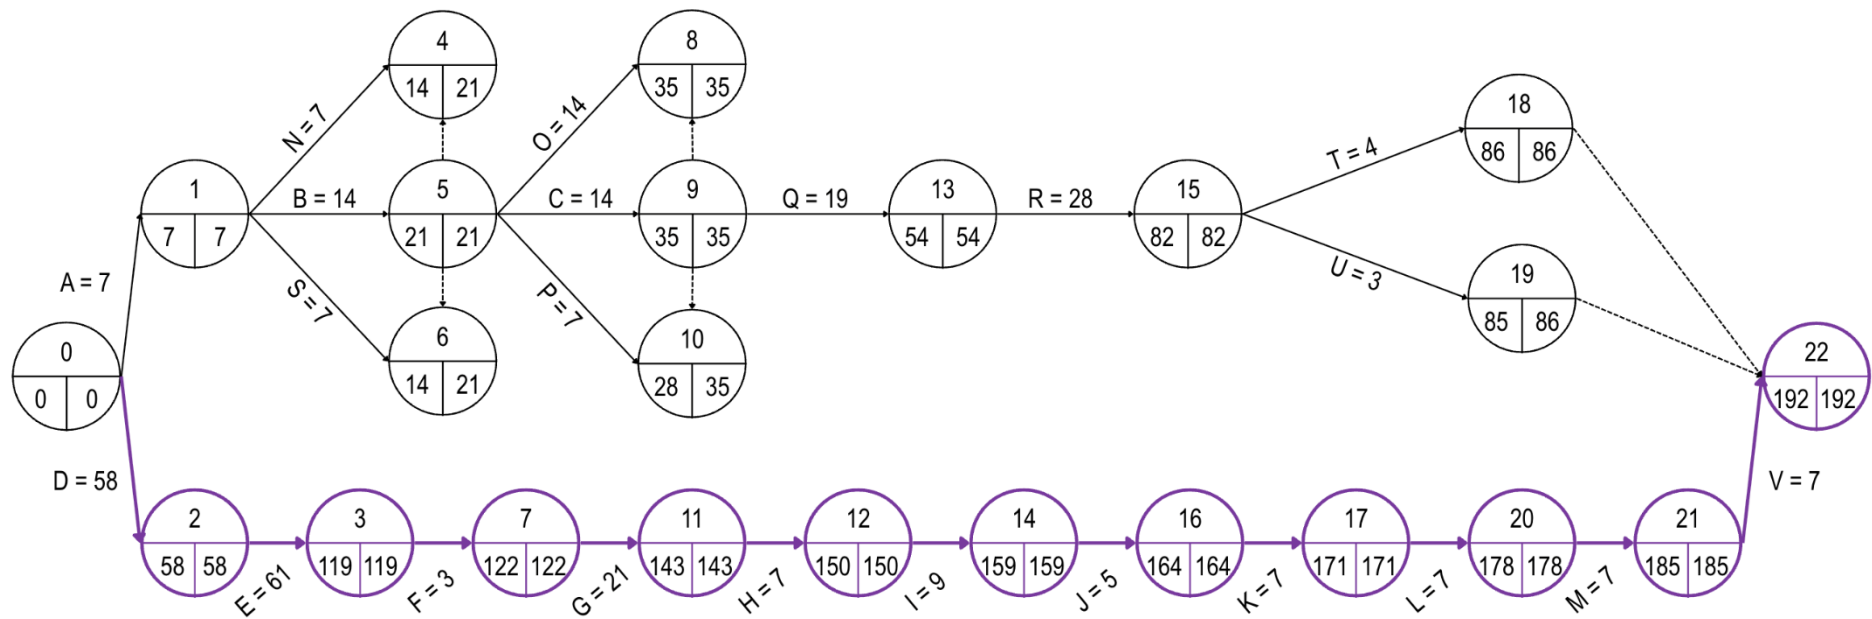 4
14 21
8
35 35
18
86 86
N = 7
O = 14
T = 4
1
7 7
B = 14
5
21 21
C = 14
9
35 35
Q = 19
13
54 54
R = 28
15
82 82
A = 7
S = 7
P = 7
U = 3
19
85 86
0
0 0
6
14 21
10
28 35
22
192 192
D = 58
V = 7
2
58 58
3
119 119
7
122 122
11
143 143
12
150 150
14
159 159
16
164 164
17
171 171
20
178 178
21
185 185
E = 61
F = 3
G = 21
H = 7
I = 9
J = 5
K = 7
L = 7
M = 7